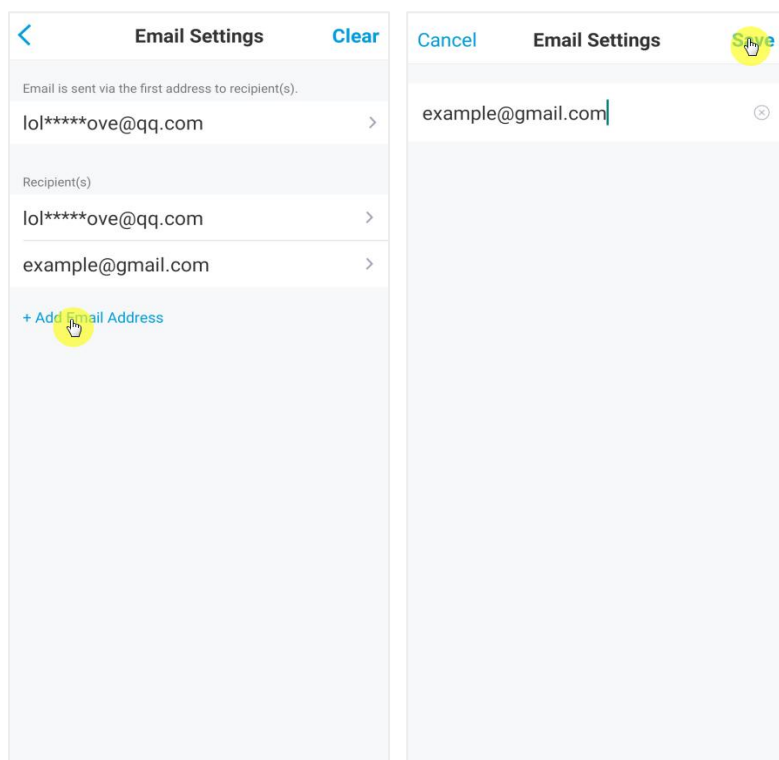 Email Settings
Clear
Email is sent via the first address to recipient(s).
lol*****ove@qq.com
Recipient(s)
lol*****ove@qq.com
example@gmail.com
+ Add Email Address
Cancel
Email Settings
Save
example@gmail.com